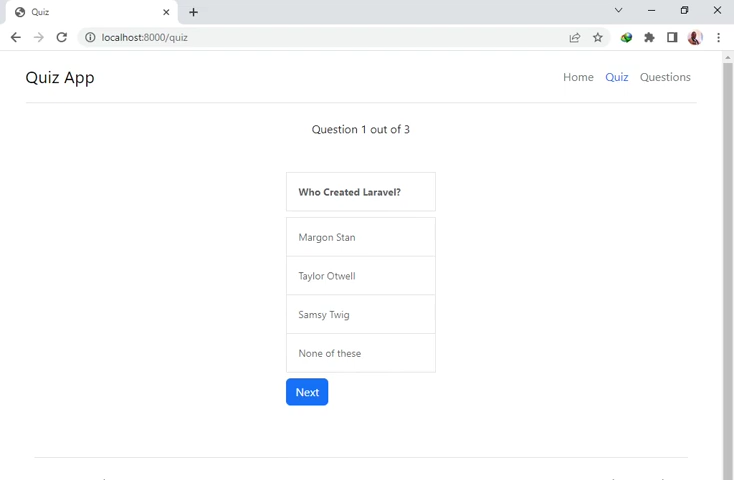 Quiz
localhost:8000/quiz
Quiz App
Home Quiz Questions
Question 1 out of 3
Who Created Laravel?
Margon Stan
Taylor Otwell
Samsy Twig
None of these
Next